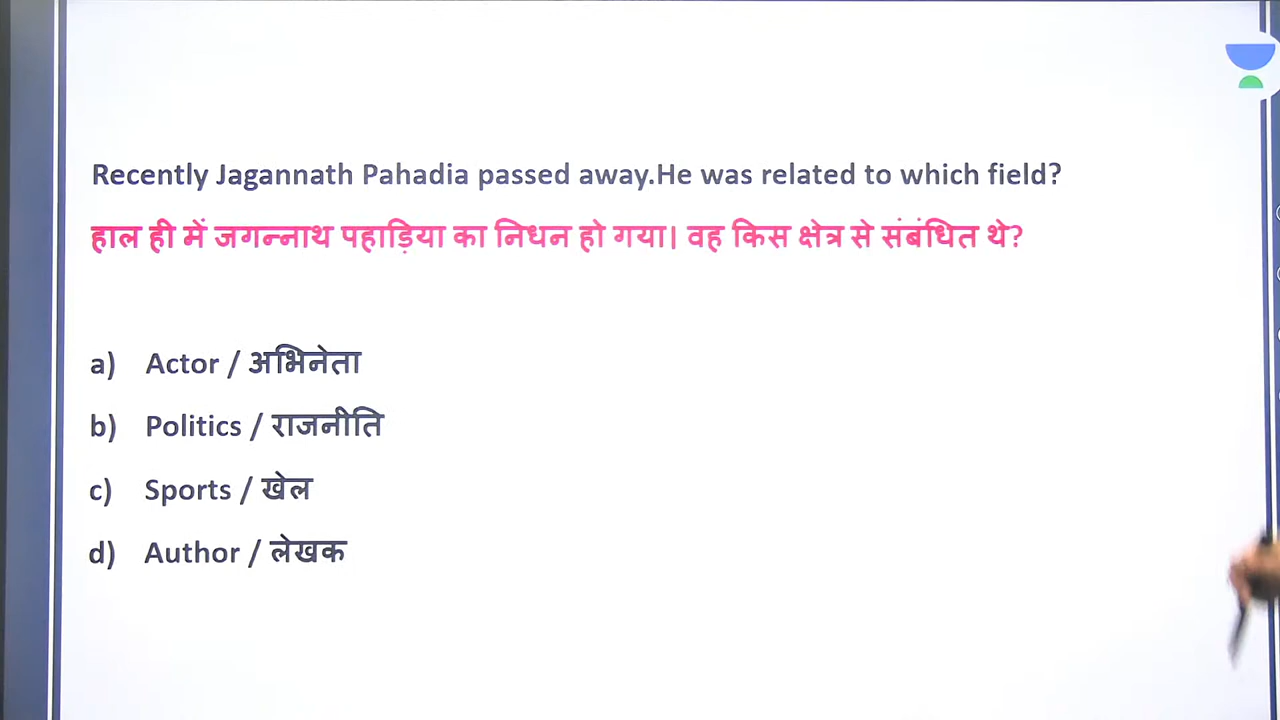 Recently Jagannath Pahadia passed away.He was related to which field?
हाल ही में जगन्नाथ पहाड़िया का निधन हो गया। वह किस क्षेत्र से संबंधित थे?
a) Actor / अभिनेता
b) Politics / राजनीति
c) Sports / खेल
d) Author / लेखक